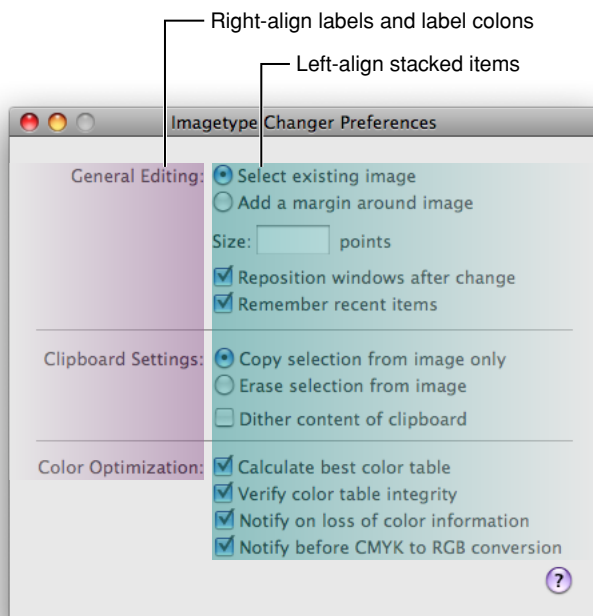 Right-align labels and label colons
Left-align stacked items
Imagetype Changer Preferences
General Editing: Select existing image
Add a margin around image
Size: points
Reposition windows after change
Remember recent items
Clipboard Settings: Copy selection from image only
Erase selection from image
Dither content of clipboard
Color Optimization: Calculate best color table
Verify color table integrity
Notify on loss of color information
Notify before CMYK to RGB conversion
?